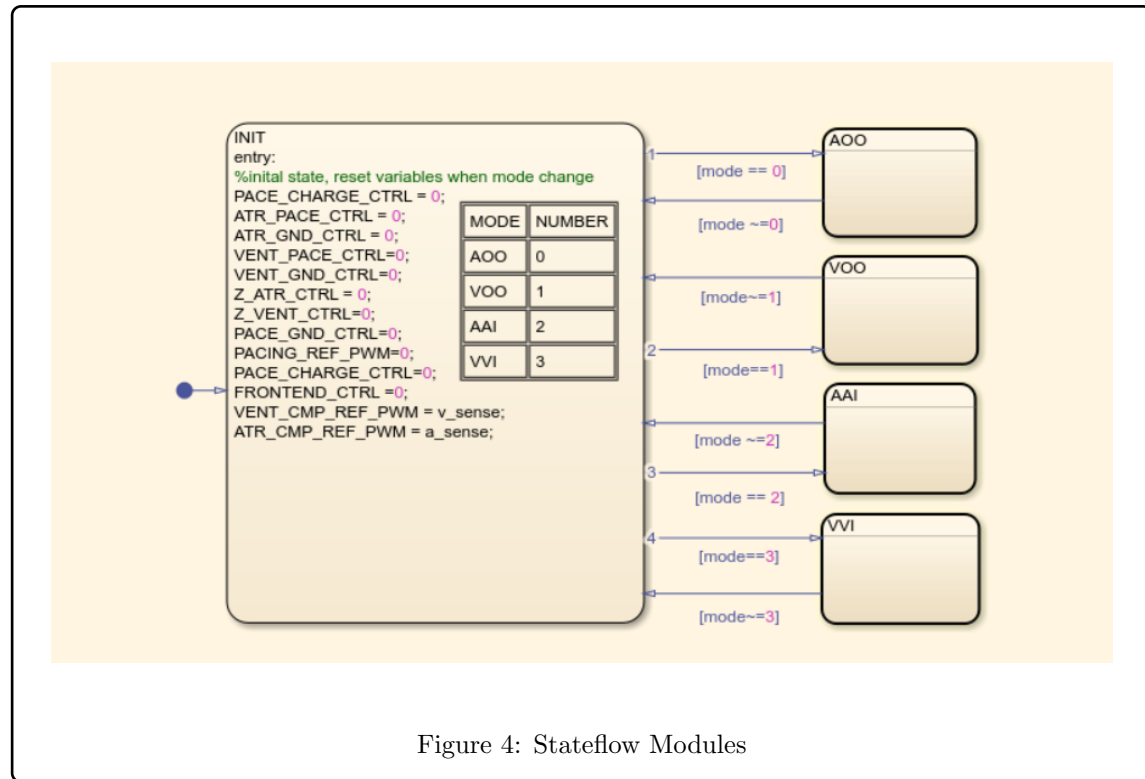 INIT
entry:
%inital state, reset variables when mode change
PACE_CHARGE_CTRL = 0;
ATR_PACE_CTRL = 0;
ATR_GND_CTRL = 0;
VENT_PACE_CTRL=0;
VENT_GND_CTRL=0;
Z_ATR_CTRL = 0;
Z_VENT_CTRL=0;
PACE_GND_CTRL=0;
PACING_REF_PWM=0;
PACE_CHARGE_CTRL=0;
FRONTEND_CTRL =0;
VENT_CMP_REF_PWM = v_sense;
ATR_CMP_REF_PWM = a_sense;
MODE NUMBER
AOO 0
VOO 1
AAI 2
VVI 3
1
[mode == 0]
[mode ~=0]
AOO
[mode~=1]
2
[mode==1]
VOO
[mode ~=2]
3
[mode == 2]
AAI
4
[mode==3]
[mode~=3]
VVI
Figure 4: Stateflow Modules